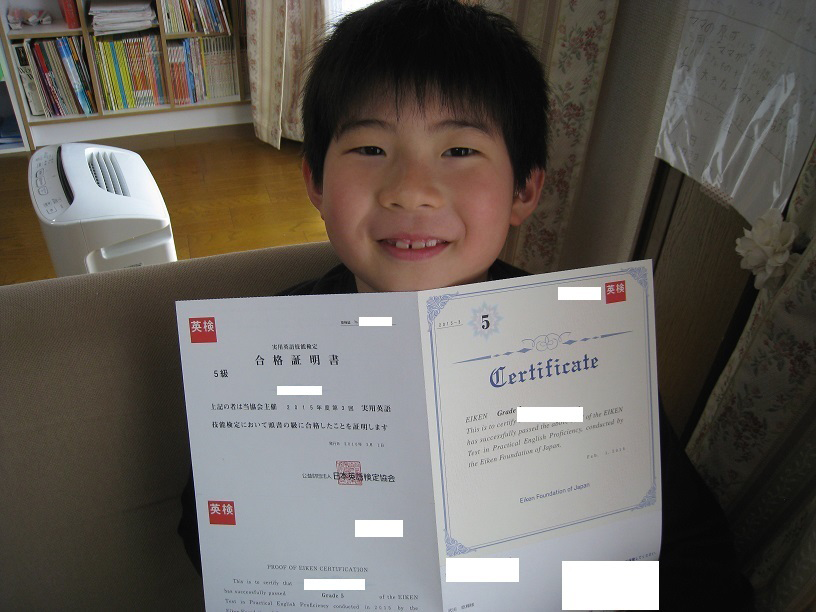 英検
実用英語技能検定
合格証明書
5級
上記の者は当協会主催 2015年度第3回 実用英語
技能検定において頭書の級に合格したことを証明します
公益財団法人 日本英語検定協会
英検
PROOF OF EIKEN CERTIFICATION
This is to certify that
has successfully passed Grade 5 of the EIKEN
Test in Practical English Proficiency conducted in 2015 by the
英検
2015-3
5
Certificate
EIKEN Grade
This is to certify of the EIKEN
has successfully passed the
Test in Practical English Proficiency, conducted by
the Eiken Foundation of Japan.
Eiken Foundation of Japan